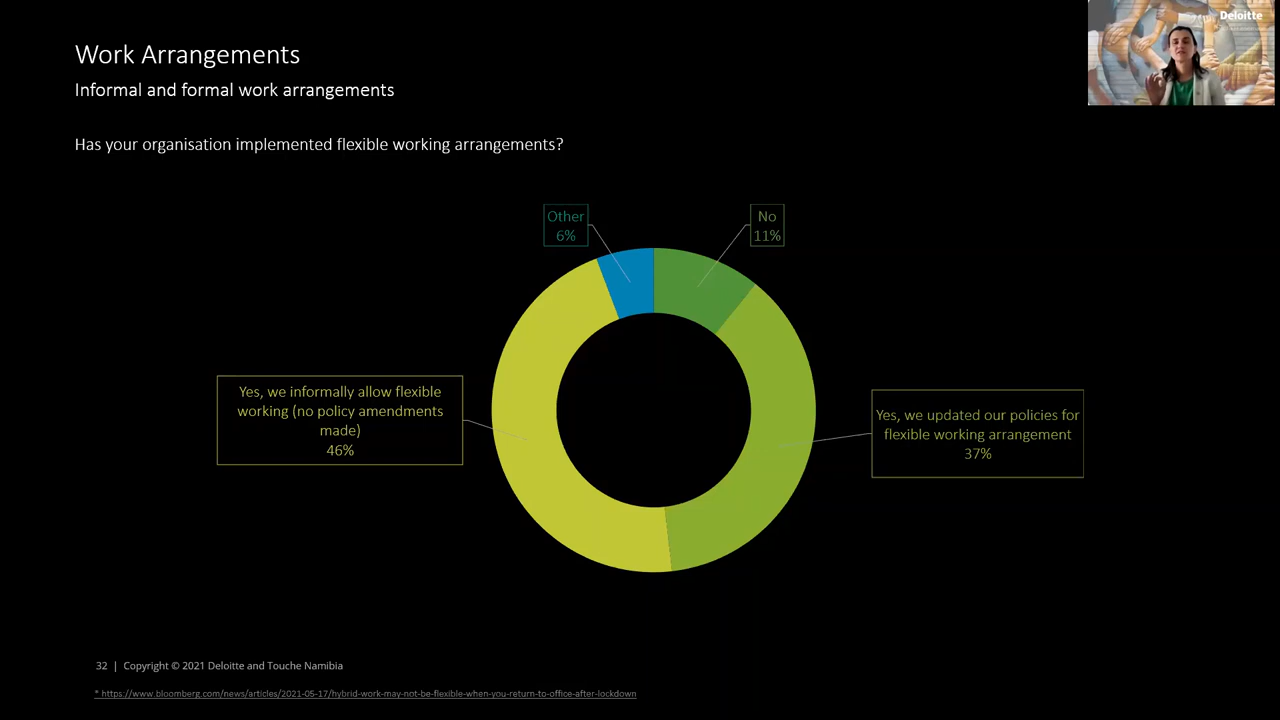 Deloitte
Work Arrangements
Informal and formal work arrangements
Has your organisation implemented flexible working arrangements?
Other
6%
No
11%
Yes, we informally allow flexible
working (no policy amendments
made)
46%
Yes, we updated our policies for
flexible working arrangement
37%
32 | Copyright © 2021 Deloitte and Touche Namibia
* https://www.bloomberg.com/news/articles/2021-05-17/hybrid-work-may-not-be-flexible-when-you-return-to-office-after-lockdown